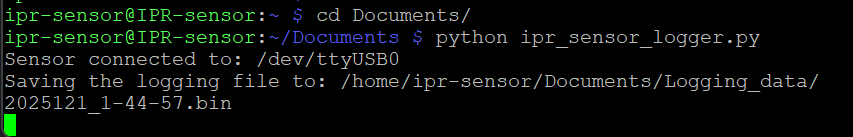 ipr-sensor@IPR-sensor:~ $ cd Documents/
ipr-sensor@IPR-sensor:~/Documents $ python ipr_sensor_logger.py
Sensor connected to: /dev/ttyUSB0
Saving the logging file to: /home/ipr-sensor/Documents/Logging_data/
2025121_1-44-57.bin